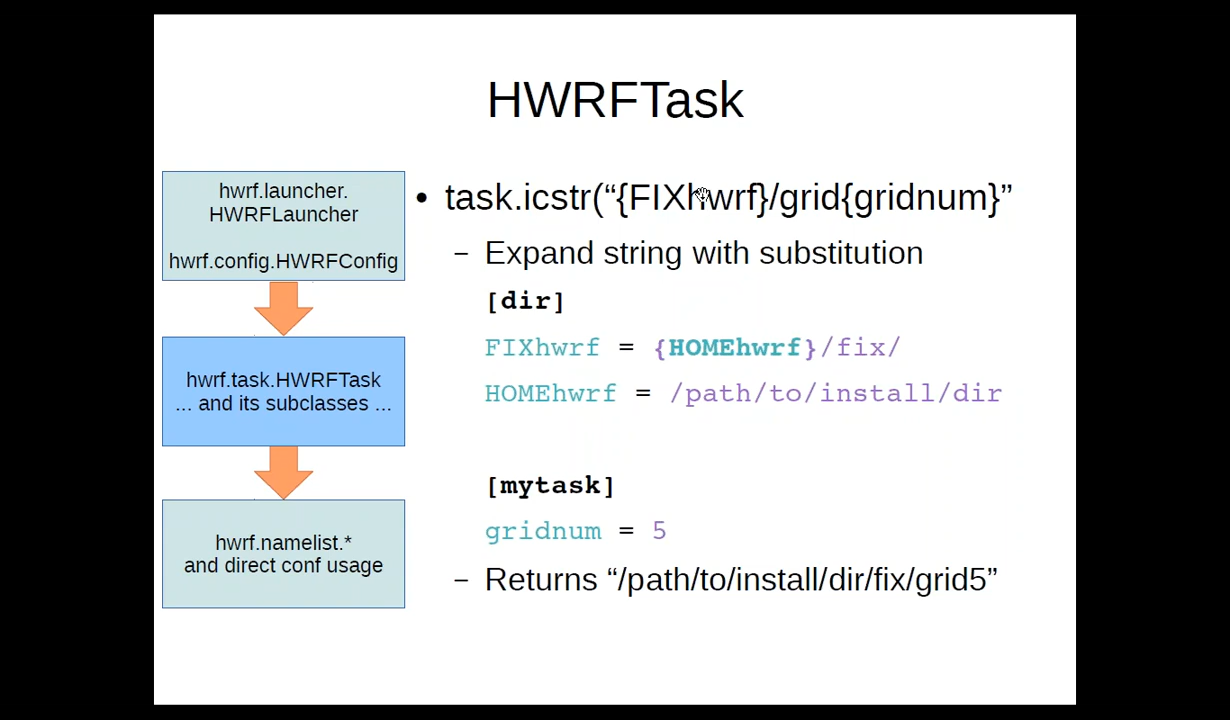 HWRFTask
hwrf.launcher.
HWRFLauncher
hwrf.config.HWRFConfig
hwrf.task.HWRFTask
... and its subclasses ...
hwrf.namelist.*
and direct conf usage
• task.icstr(“{FIXhwrf}/grid{gridnum}”
– Expand string with substitution
[dir]
FIXhwrf = {HOMEhwrf}/fix/
HOMEhwrf = /path/to/install/dir
[mytask]
gridnum = 5
– Returns “/path/to/install/dir/fix/grid5”